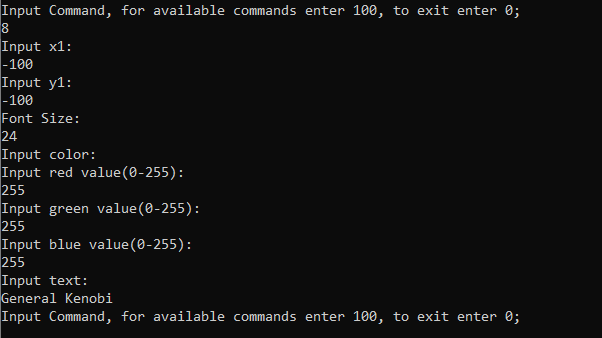 Input Command, for available commands enter 100, to exit enter 0;
8
Input x1:
-100
Input y1:
-100
Font Size:
24
Input color:
Input red value(0-255):
255
Input green value(0-255):
255
Input blue value(0-255):
255
Input text:
General Kenobi
Input Command, for available commands enter 100, to exit enter 0;